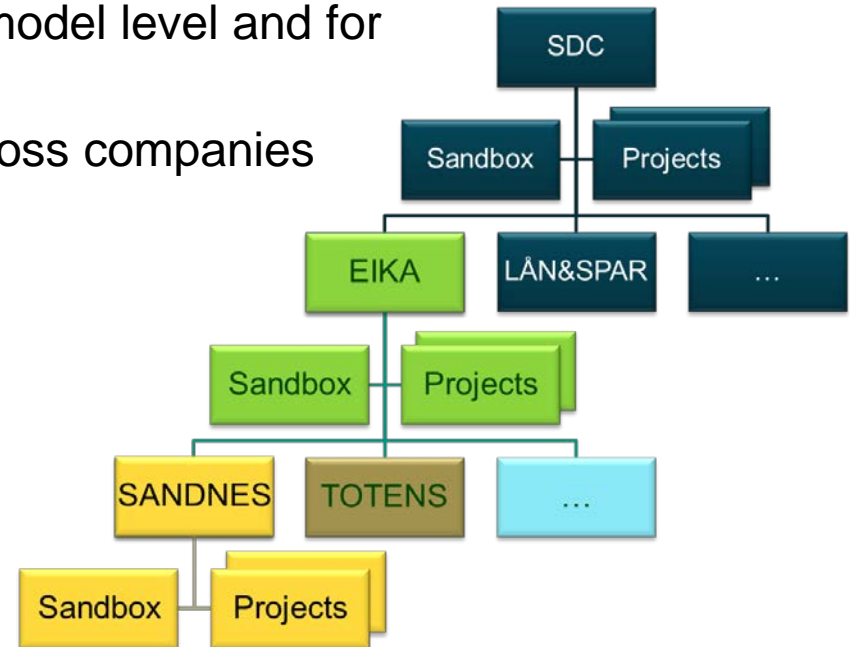 model level and for
oss companies
SDC
Sandbox
Projects
EIKA
LÅN&SPAR
...
Sandbox
Projects
SANDNES
TOTENS
...
Sandbox
Projects